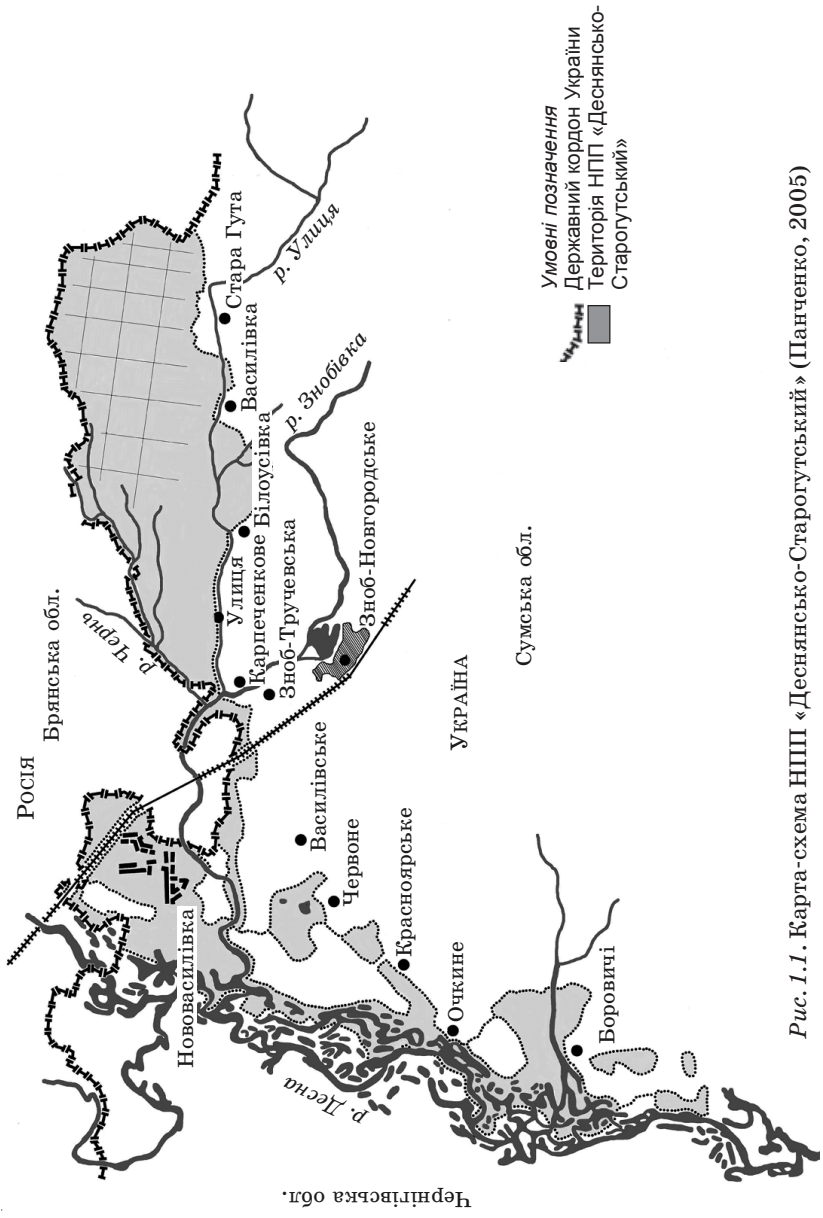 Росія
Брянська обл.
р. Чернь
Нововасилівка
Улиця
Карпеченкове
Білоусівка
Василівка
Стара Гута
р. Улиця
Зноб-Тручевська
р. Знобівка
Зноб-Новгородське
Василівське
Червоне
Красноярське
Очкине
Боровичі
р. Десна
Чернігівська обл.
Україна
Сумська обл.
Умовні позначення
Державний кордон України
Територія НПП «Деснянсько-
Старогутський»
Рис. 1.1. Карта-схема НПП «Деснянсько-Старогутський» (Панченко, 2005)